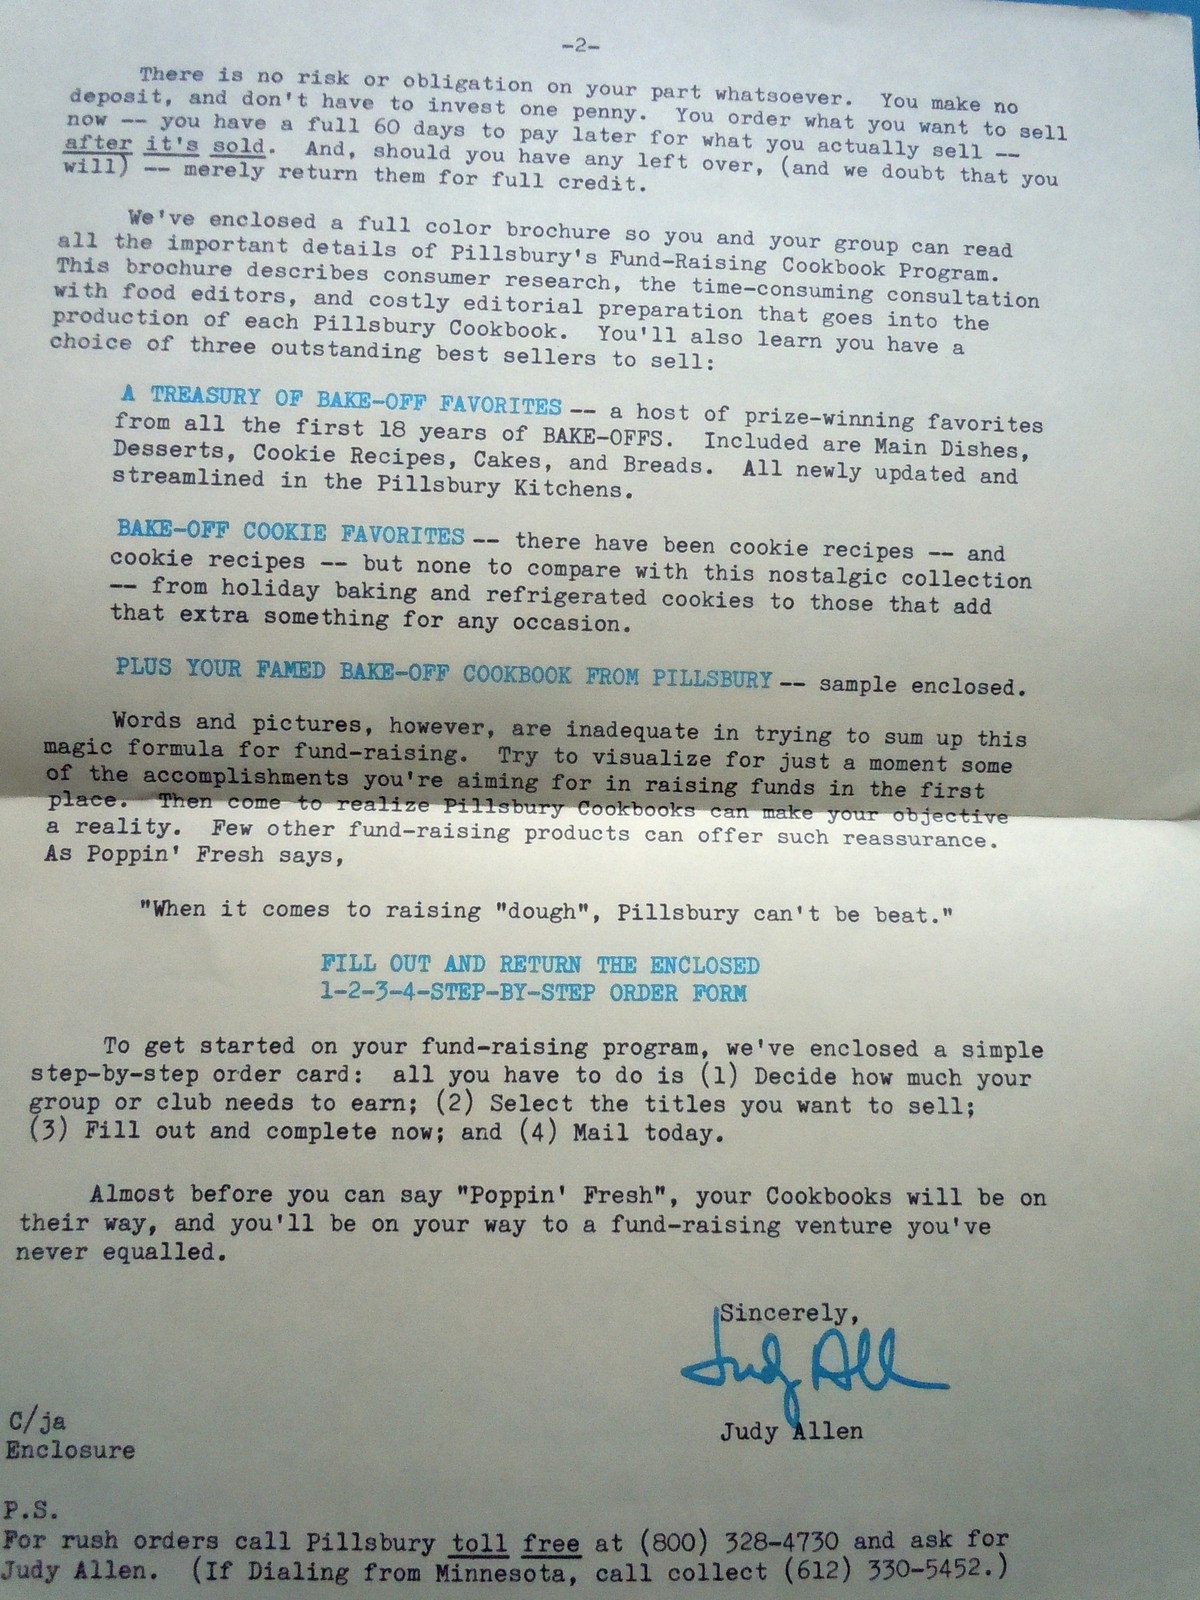 -2-
There is no risk or obligation on your part whatsoever. You make no
deposit, and don't have to invest one penny. You order what you want to sell
now -- you have a full 60 days to pay later for what you actually sell --
after it's sold. And, should you have any left over, (and we doubt that you
will) -- merely return them for full credit.
We've enclosed a full color brochure so you and your group can read
all the important details of Pillsbury's Fund-Raising Cookbook Program.
This brochure describes consumer research, the time-consuming consultation
with food editors, and costly editorial preparation that goes into the
production of each Pillsbury Cookbook. You'll also learn you have a
choice of three outstanding best sellers to sell:
A TREASURY OF BAKE-OFF FAVORITES -- a host of prize-winning favorites
from all the first 18 years of BAKE-OFFS. Included are Main Dishes,
Desserts, Cookie Recipes, Cakes, and Breads. All newly updated and
streamlined in the Pillsbury Kitchens.
BAKE-OFF COOKIE FAVORITES -- there have been cookie recipes -- and
cookie recipes -- but none to compare with this nostalgic collection
-- from holiday baking and refrigerated cookies to those that add
that extra something for any occasion.
PLUS YOUR FAMED BAKE-OFF COOKBOOK FROM PILLSBURY -- sample enclosed.
Words and pictures, however, are inadequate in trying to sum up this
magic formula for fund-raising. Try to visualize for just a moment some
of the accomplishments you're aiming for in raising funds in the first
place. Then come to realize Pillsbury Cookbooks can make your objective
a reality. Few other fund-raising products can offer such reassurance.
As Poppin' Fresh says,
"When it comes to raising "dough", Pillsbury can't be beat."
FILL OUT AND RETURN THE ENCLOSED
1-2-3-4-STEP-BY-STEP ORDER FORM
To get started on your fund-raising program, we've enclosed a simple
step-by-step order card: all you have to do is (1) Decide how much your
group or club needs to earn; (2) Select the titles you want to sell;
(3) Fill out and complete now; and (4) Mail today.
Almost before you can say "Poppin' Fresh", your Cookbooks will be on
their way, and you'll be on your way to a fund-raising venture you've
never equalled.
Sincerely,
Judy Allen
Judy Allen
C/ja
Enclosure
P.S.
For rush orders call Pillsbury toll free at (800) 328-4730 and ask for
Judy Allen. (If Dialing from Minnesota, call collect (612) 330-5452.)